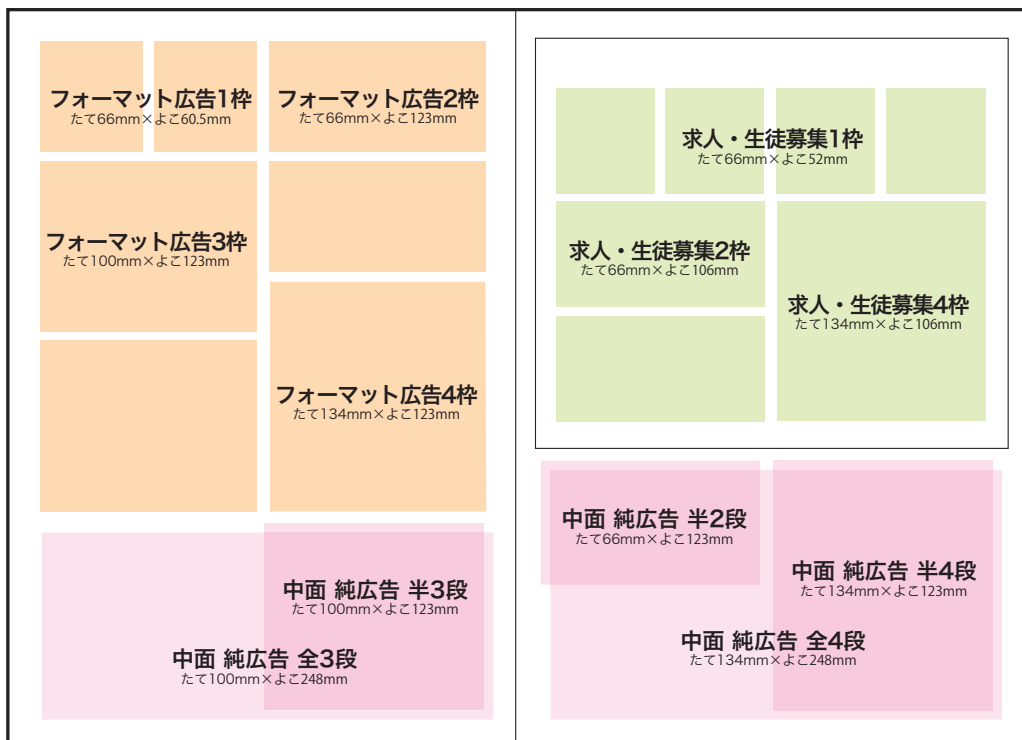 フォーマット広告1枠
たて66mm×よこ60.5mm
フォーマット広告2枠
たて66mm×よこ123mm
フォーマット広告3枠
たて100mm×よこ123mm
フォーマット広告4枠
たて134mm×よこ123mm
中面 純広告 半3段
たて100mm×よこ123mm
中面 純広告 全3段
たて100mm×よこ248mm
求人・生徒募集1枠
たて66mm×よこ52mm
求人・生徒募集2枠
たて66mm×よこ106mm
求人・生徒募集4枠
たて134mm×よこ106mm
中面 純広告 半2段
たて66mm×よこ123mm
中面 純広告 半4段
たて134mm×よこ123mm
中面 純広告 全4段
たて134mm×よこ248mm